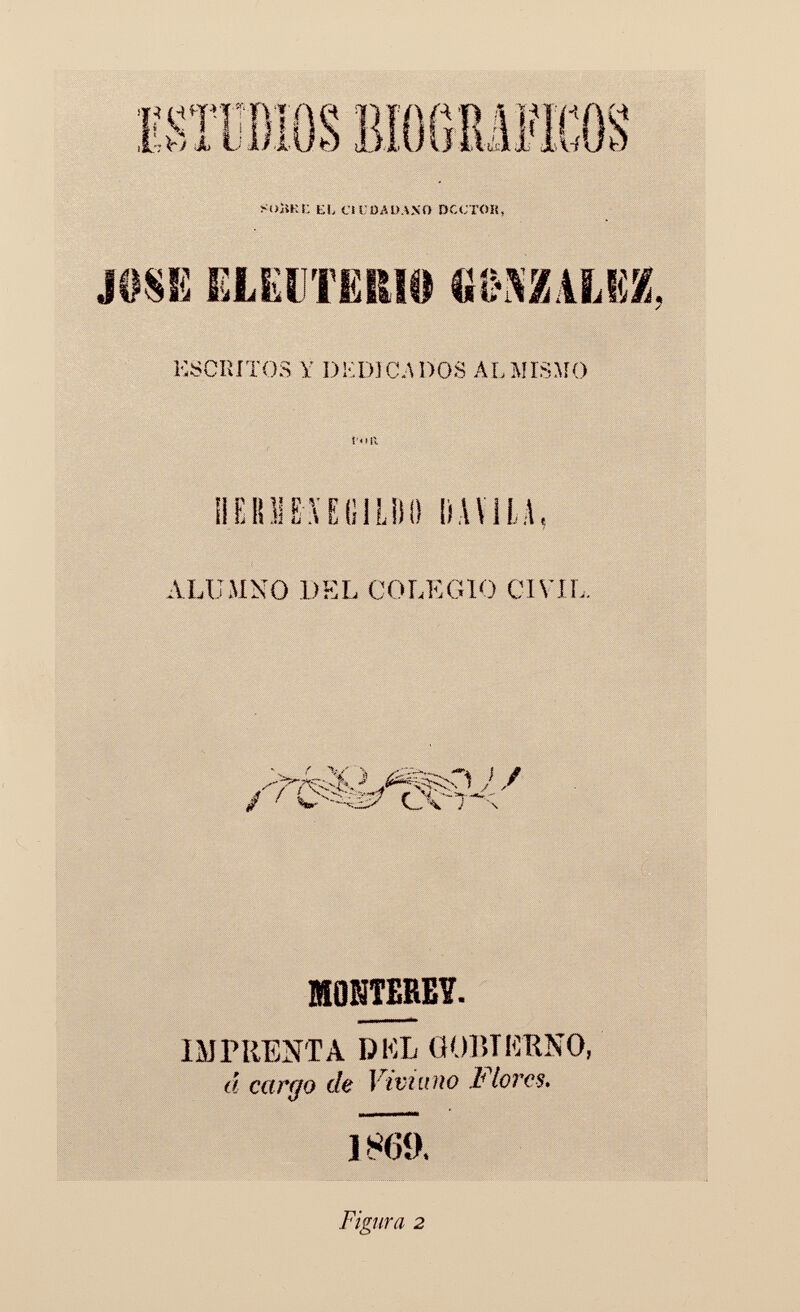 ESTUDIOS BIOGRAFICOS
SOBRE EL CIUDADANO DOCTOR,
JOSE ELEUTERIO GONZALEZ,
ESCRITOS Y DEDICADOS AL MISMO
POR
HERMENEGILDO DAVILA,
ALUMNO DEL COLEGIO CIVIL.
MONTEREY.
IMPRENTA DEL GOBIERNO,
á cargo de Viviano Flores.
1869.
Figura 2